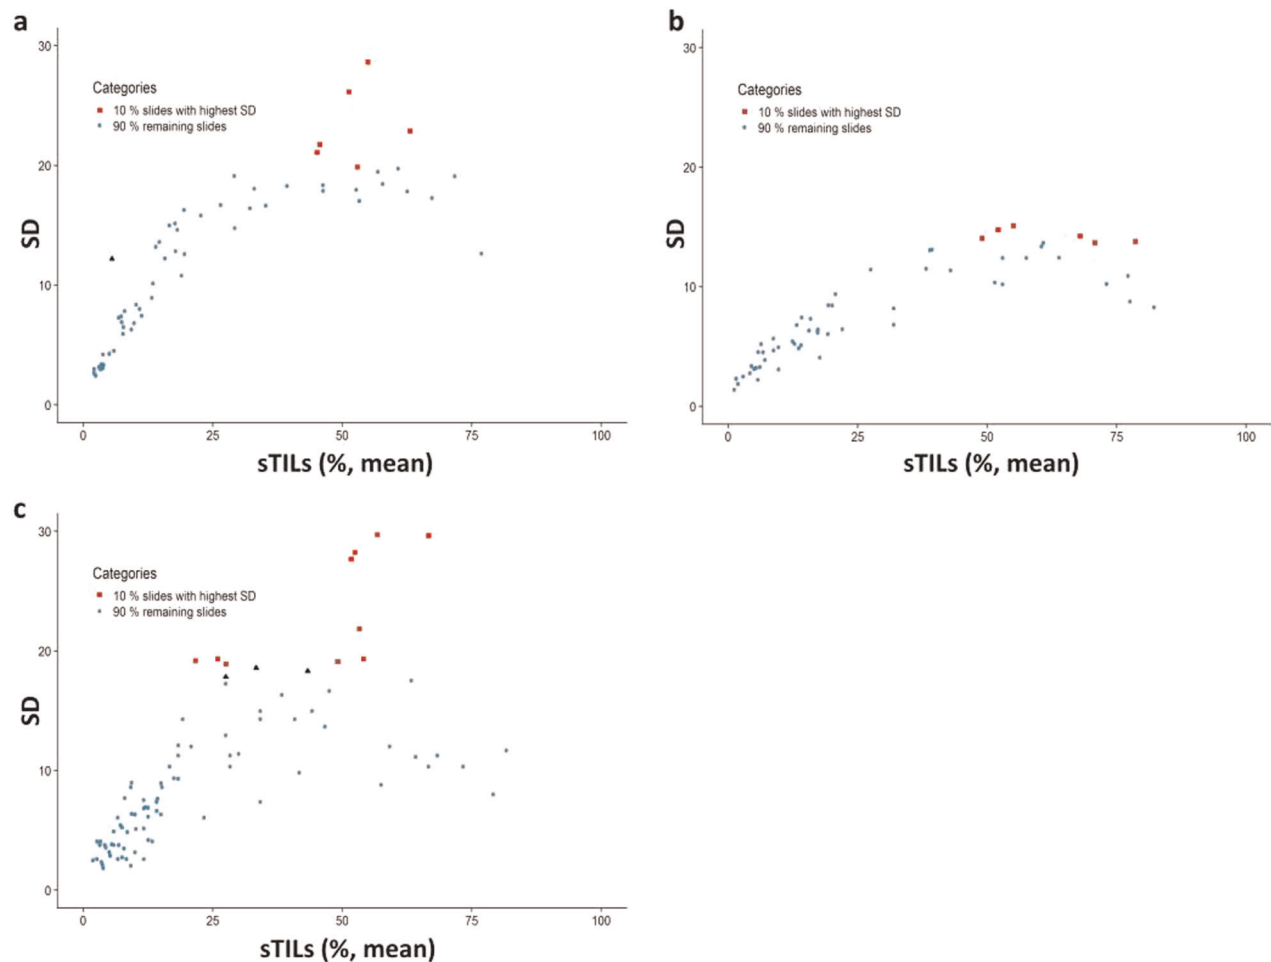 a
30
Categories
10 % slides with highest SD
90 % remaining slides
20
SD
10
0
0 25 50 75 100
sTILs (%, mean)
b
30
Categories
10 % slides with highest SD
90 % remaining slides
20
SD
10
0
0 25 50 75 100
sTILs (%, mean)
c
30
Categories
10 % slides with highest SD
90 % remaining slides
20
SD
10
0
0 25 50 75 100
sTILs (%, mean)